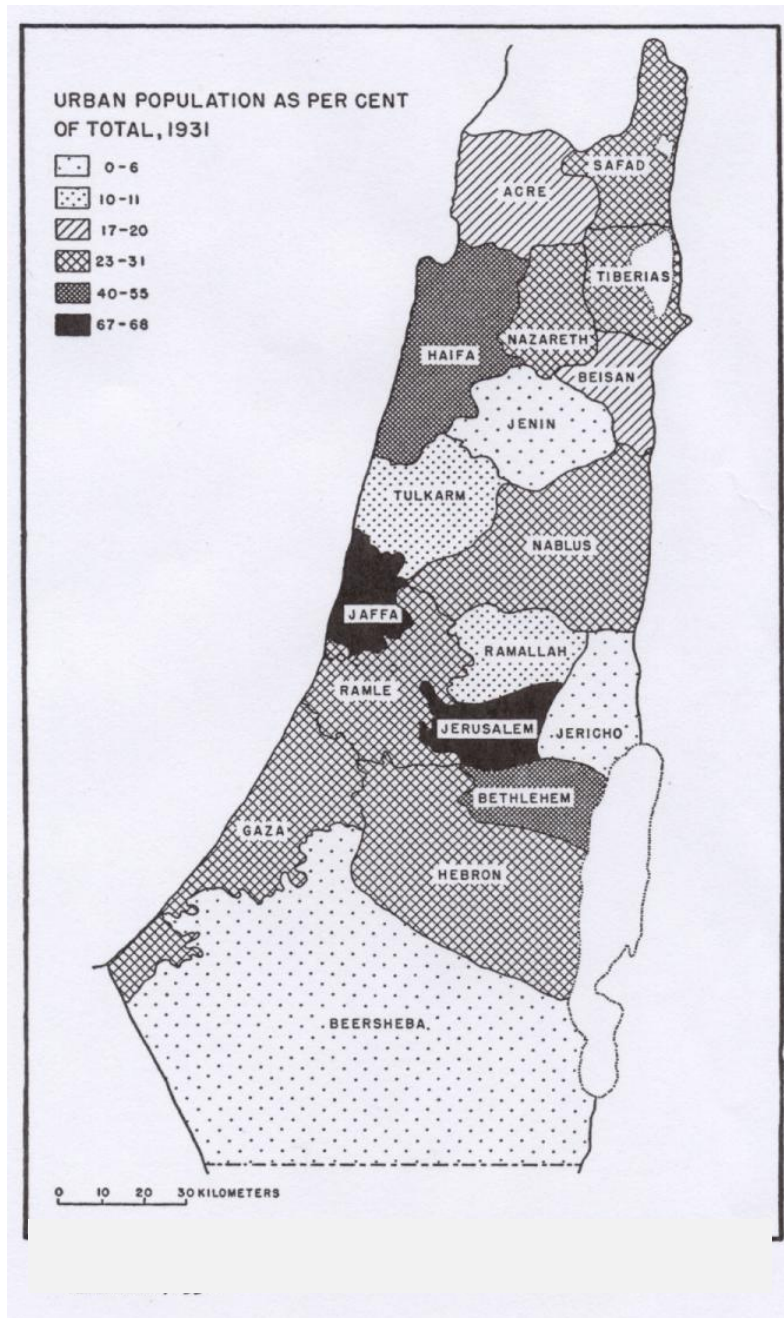 URBAN POPULATION AS PER CENT
OF TOTAL, 1931
0-6
10-11
17-20
23-31
40-55
67-68
SAFAD
ACRE
TIBERIAS
NAZARETH
HAIFA
BEISAN
JENIN
TULKARM
NABLUS
JAFFA
RAMALLAH
RAMLE
JERUSALEM
JERICHO
BETHLEHEM
GAZA
HEBRON
BEERSHEBA
0 10 20 30 KILOMETERS